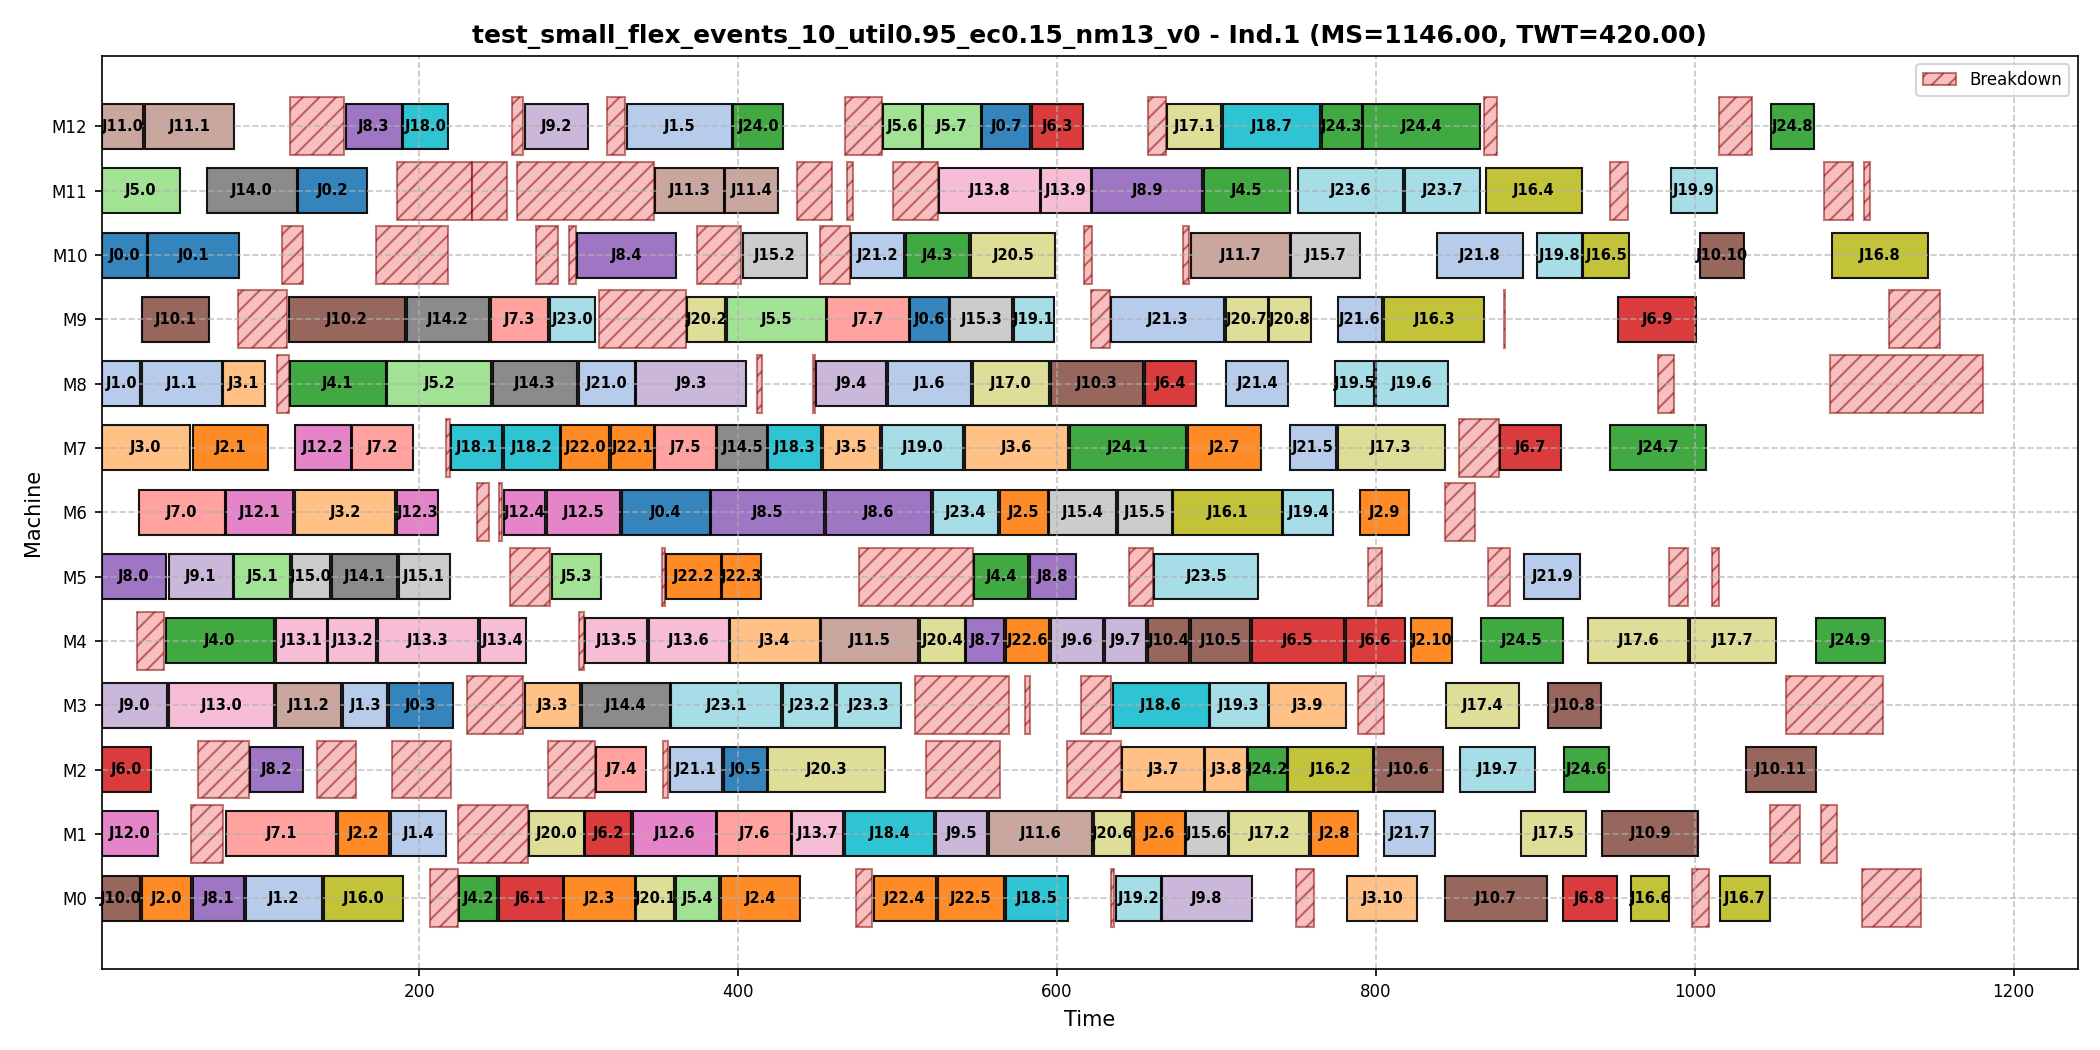 test_small_flex_events_10_util0.95_ec0.15_nm13_v0 - Ind.1 (MS=1146.00, TWT=420.00)
Breakdown
M12 J11.0 J11.1 J8.3 J18.0 J9.2 J1.5 J24.0 J5.6 J5.7 J0.7 J6.3 J17.1 J18.7 J24.3 J24.4 J24.8
M11 J5.0 J14.0 J0.2 J11.3 J11.4 J13.8 J13.9 J8.9 J4.5 J23.6 J23.7 J16.4 J19.9
M10 J0.0 J0.1 J8.4 J15.2 J21.2 J4.3 J20.5 J11.7 J15.7 J21.8 J19.8 J16.5 J10.10 J16.8
M9 J10.1 J10.2 J14.2 J7.3 J23.0 J20.2 J5.5 J7.7 J0.6 J15.3 J19.1 J21.3 J20.7 J20.8 J21.6 J16.3 J6.9
M8 J1.0 J1.1 J3.1 J4.1 J5.2 J14.3 J21.0 J9.3 J9.4 J1.6 J17.0 J10.3 J6.4 J21.4 J19.5 J19.6
M7 J3.0 J2.1 J12.2 J7.2 J18.1 J18.2 J22.0 J22.1 J7.5 J14.5 J18.3 J3.5 J19.0 J3.6 J24.1 J2.7 J21.5 J17.3 J6.7 J24.7
M6 J7.0 J12.1 J3.2 J12.3 J12.4 J12.5 J0.4 J8.5 J8.6 J23.4 J2.5 J15.4 J15.5 J16.1 J19.4 J2.9
M5 J8.0 J9.1 J5.1 J15.0 J14.1 J15.1 J5.3 J22.2 J22.3 J4.4 J8.8 J23.5 J21.9
M4 J4.0 J13.1 J13.2 J13.3 J13.4 J13.5 J13.6 J3.4 J11.5 J20.4 J8.7 J22.6 J9.6 J9.7 J10.4 J10.5 J6.5 J6.6 J2.10 J24.5 J17.6 J17.7 J24.9
M3 J9.0 J13.0 J11.2 J1.3 J0.3 J3.3 J14.4 J23.1 J23.2 J23.3 J18.6 J19.3 J3.9 J17.4 J10.8
M2 J6.0 J8.2 J7.4 J21.1 J0.5 J20.3 J3.7 J3.8 J24.2 J16.2 J10.6 J19.7 J24.6 J10.11
M1 J12.0 J7.1 J2.2 J1.4 J20.0 J6.2 J12.6 J7.6 J13.7 J18.4 J9.5 J11.6 J20.6 J2.6 J15.6 J17.2 J2.8 J21.7 J17.5 J10.9
M0 J10.0 J2.0 J8.1 J1.2 J16.0 J4.2 J6.1 J2.3 J20.1 J5.4 J2.4 J22.4 J22.5 J18.5 J19.2 J9.8 J3.10 J10.7 J6.8 J16.6 J16.7
200 400 600 800 1000 1200
Time
Machine